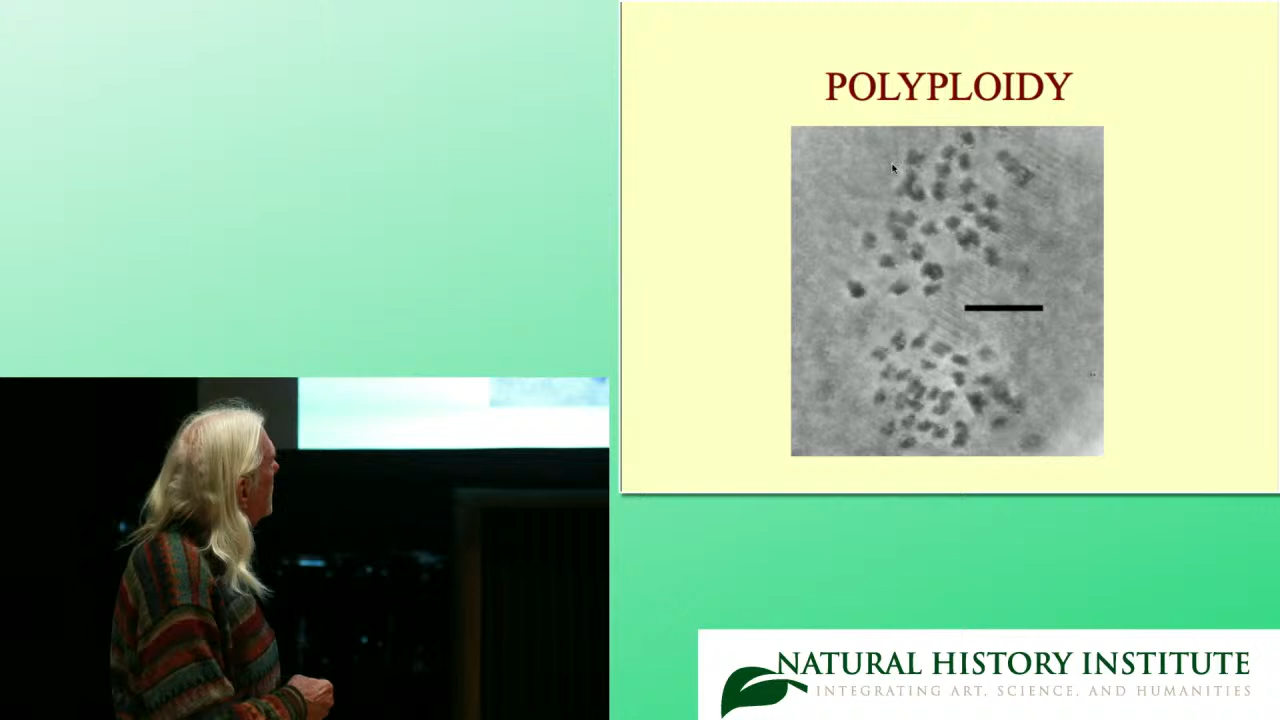 POLYPLOIDY
NATURAL HISTORY INSTITUTE
INTEGRATING ART, SCIENCE, AND HUMANITIES